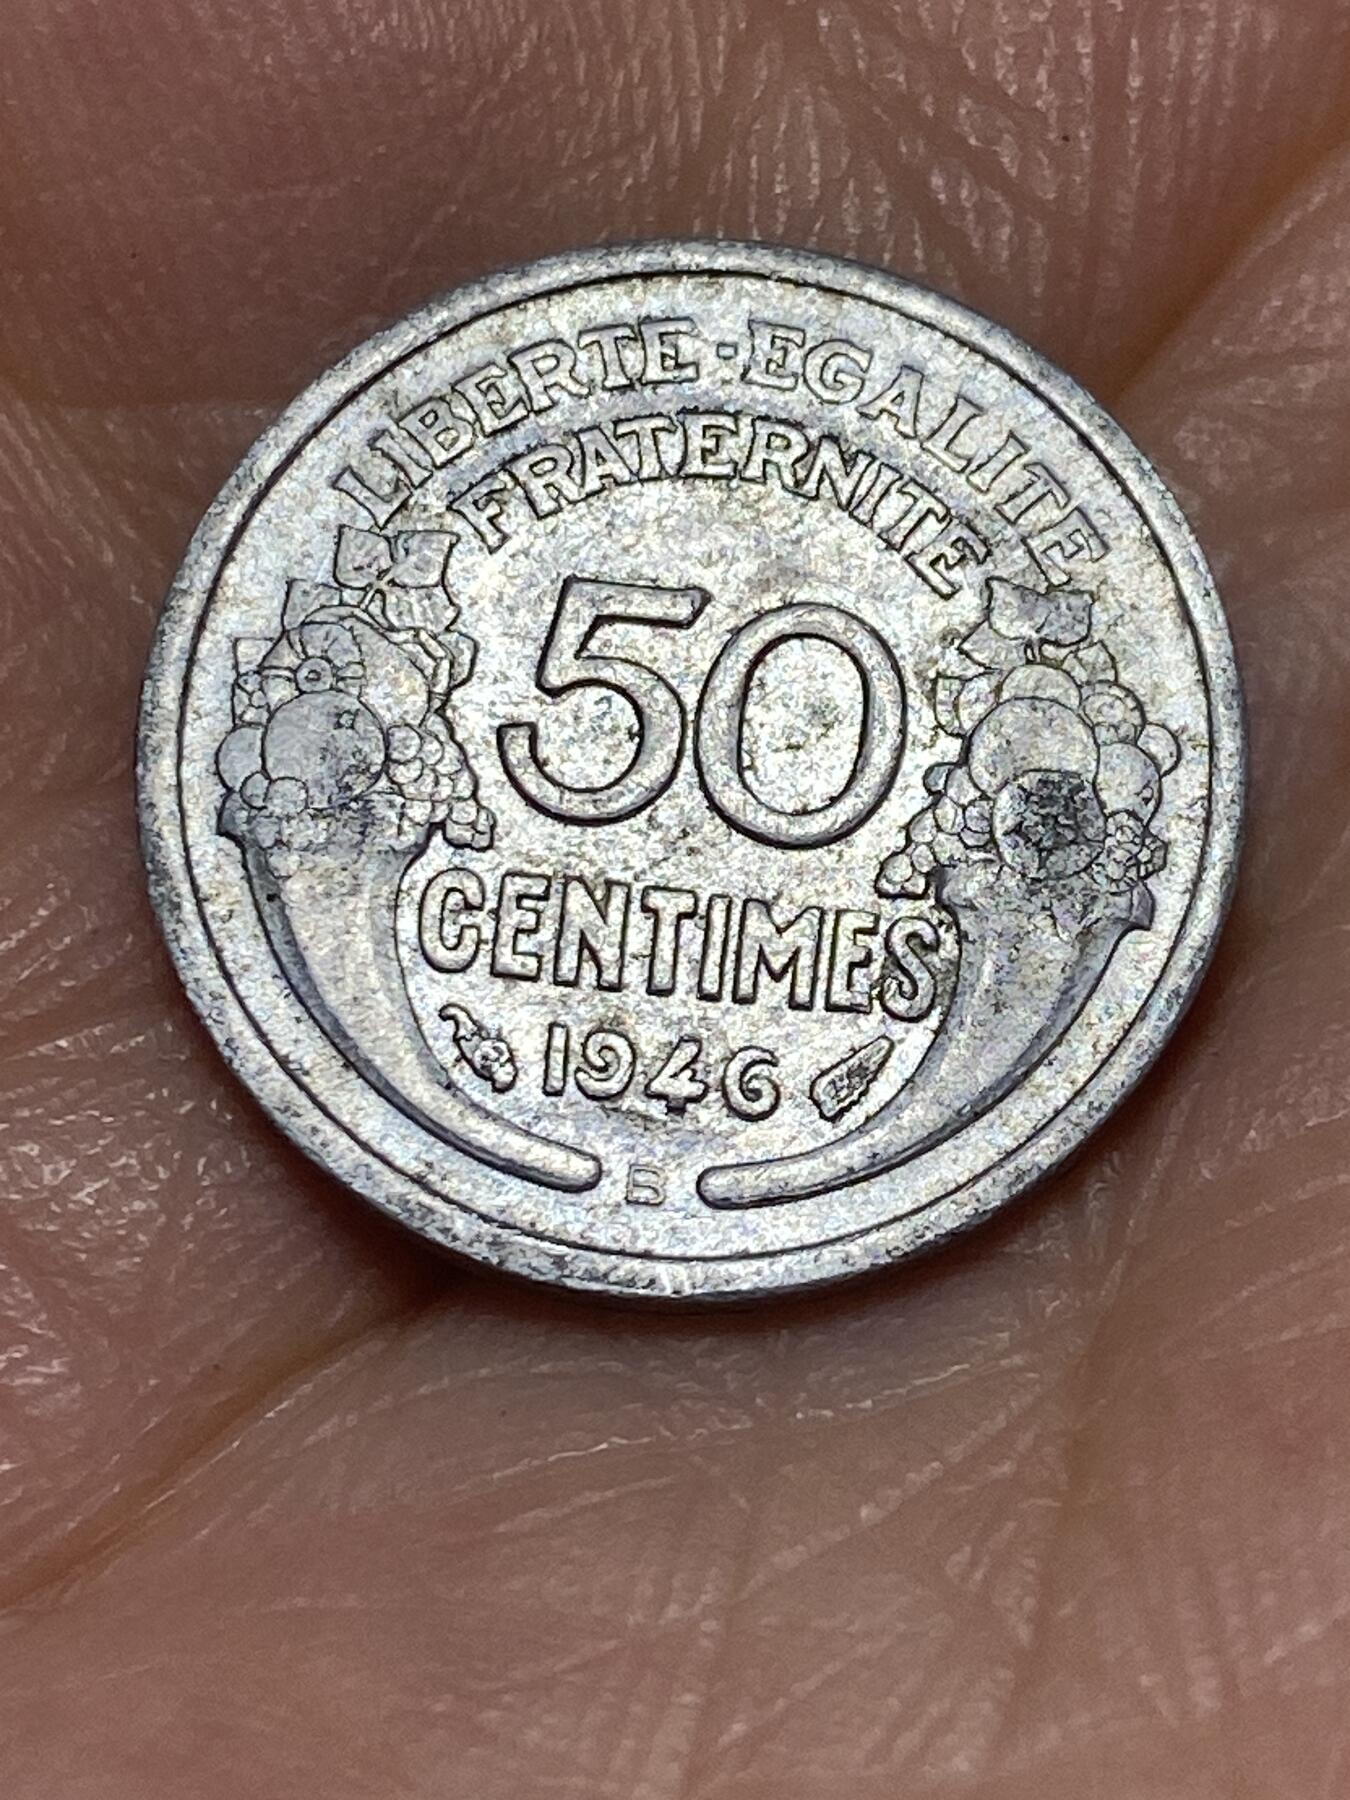 LIBERTE·EGALITE
FRATERNITE
50
CENTIMES
1946
B